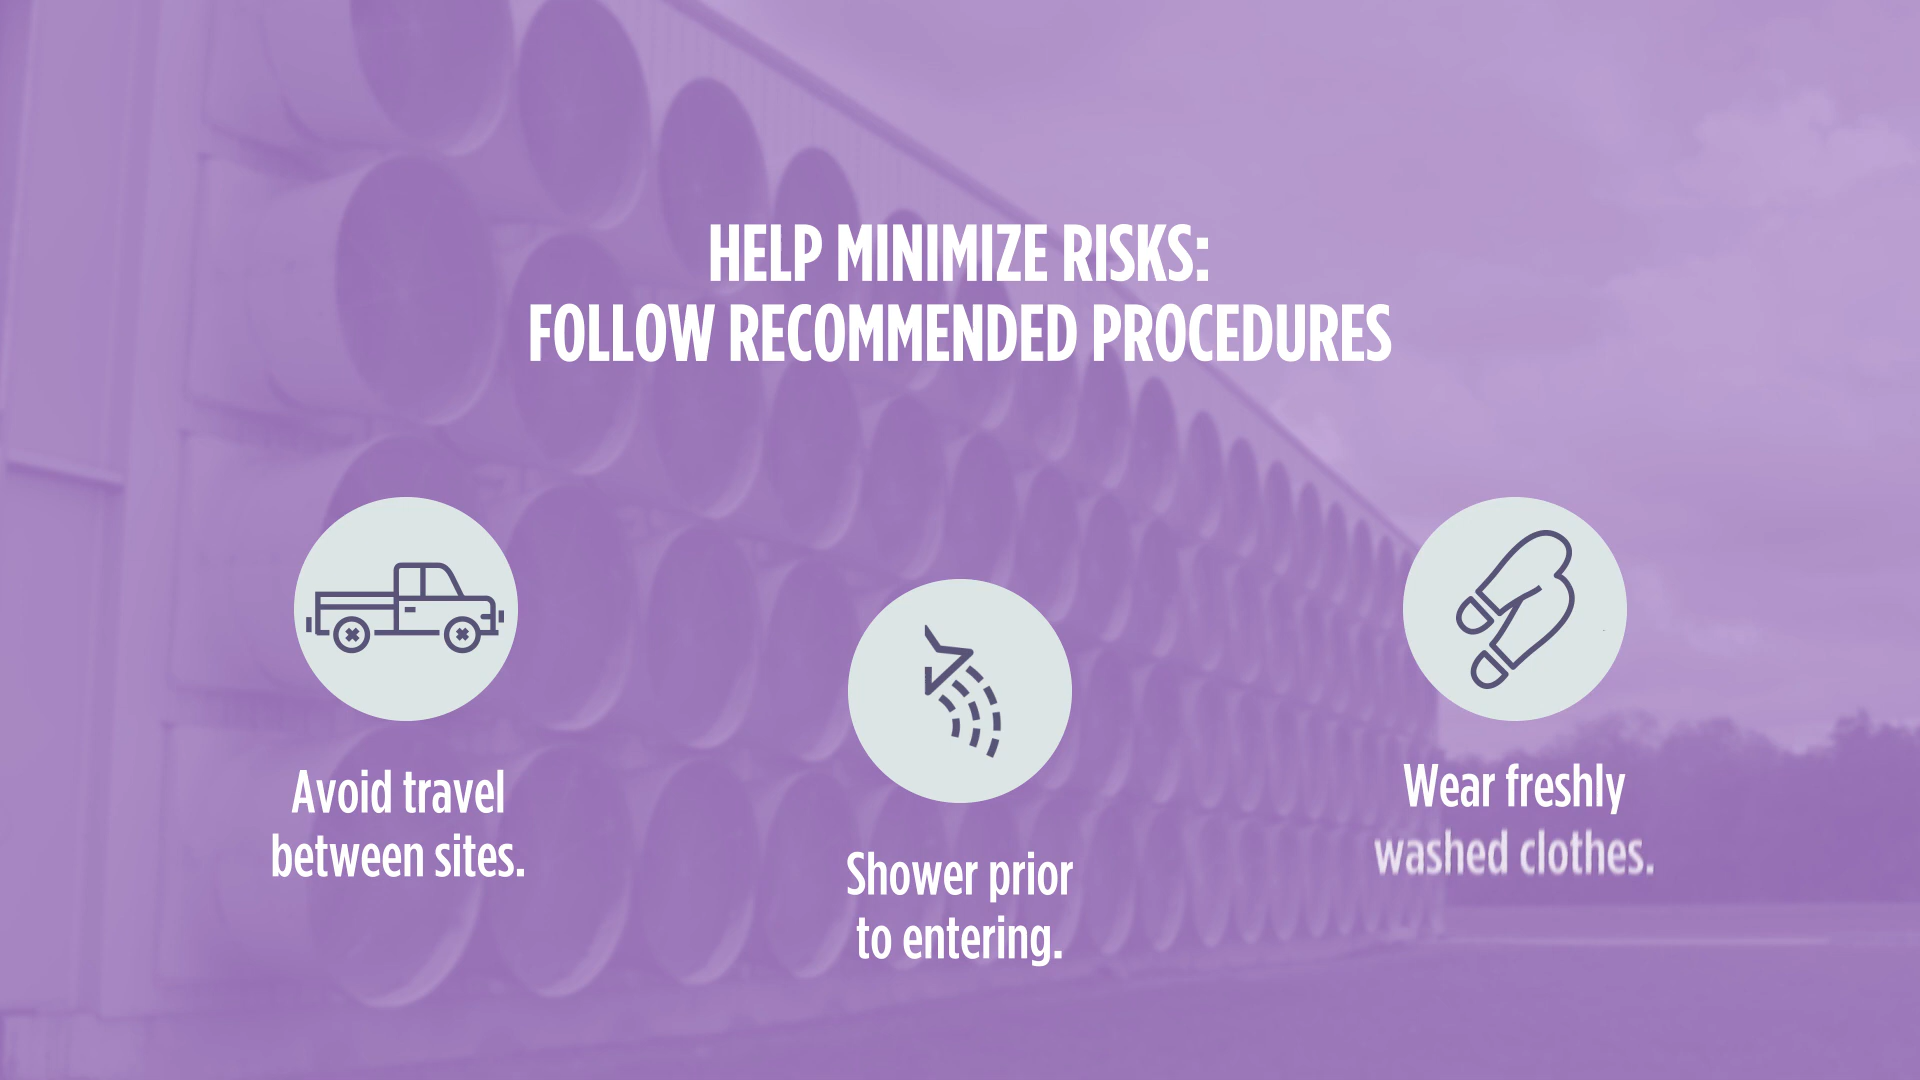 HELP MINIMIZE RISKS:
FOLLOW RECOMMENDED PROCEDURES
Avoid travel
between sites.
Shower prior
to entering.
Wear freshly
washed clothes.